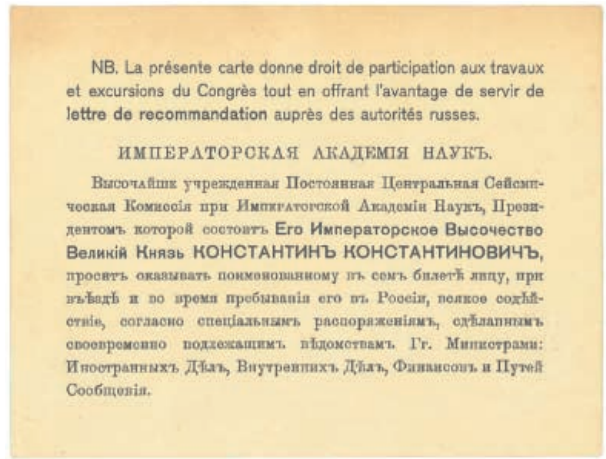 NB. La présente carte donne droit de participation aux travaux
et excursions du Congrès tout en offrant l'avantage de servir de
lettre de recommandation auprès des autorités russes.
ИМПЕРАТОРСКАЯ АКАДЕМІЯ НАУКЪ.
Высочайше учрежденная Постоянная Центральная Сейсми-
ческая Комиссія при Императорской Академіи Наукъ, Прези-
дентомъ которой состоитъ Его Императорское Высочество
Великій Князь КОНСТАНТИНЪ КОНСТАНТИНОВИЧЪ,
проситъ оказывать поименованному въ семъ билетѣ лицу, при
въѣздѣ и во время пребыванія его въ Россіи, всякое содѣй-
ствіе, согласно спеціальнымъ распоряженіямъ, сдѣланнымъ
своевременно подлежащимъ вѣдомствамъ Гг. Министрами:
Иностранныхъ Дѣлъ, Внутреннихъ Дѣлъ, Финансовъ и Путей
Сообщенія.